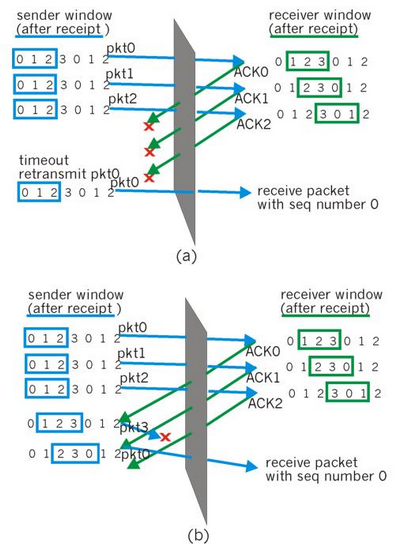 sender window
(after receipt )
receiver window
(after receipt)
0 1 2 3 0 1 2
pkt0
0 1 2 3 0 1 2
ACK0
0 1 2 3 0 1 2
pkt1
0 1 2 3 0 1 2
ACK1
0 1 2 3 0 1 2
pkt2
0 1 2 3 0 1 2
ACK2
timeout
retransmit pkt0
pkt0
0 1 2 3 0 1 2
receive packet
with seq number 0
(a)
sender window
(after receipt )
receiver window
(after receipt)
0 1 2 3 0 1 2
pkt0
0 1 2 3 0 1 2
ACK0
0 1 2 3 0 1 2
pkt1
0 1 2 3 0 1 2
ACK1
0 1 2 3 0 1 2
pkt2
0 1 2 3 0 1 2
ACK2
0 1 2 3 0 1 2
pkt3
0 1 2 3 0 1 2
pkt0
receive packet
with seq number 0
(b)